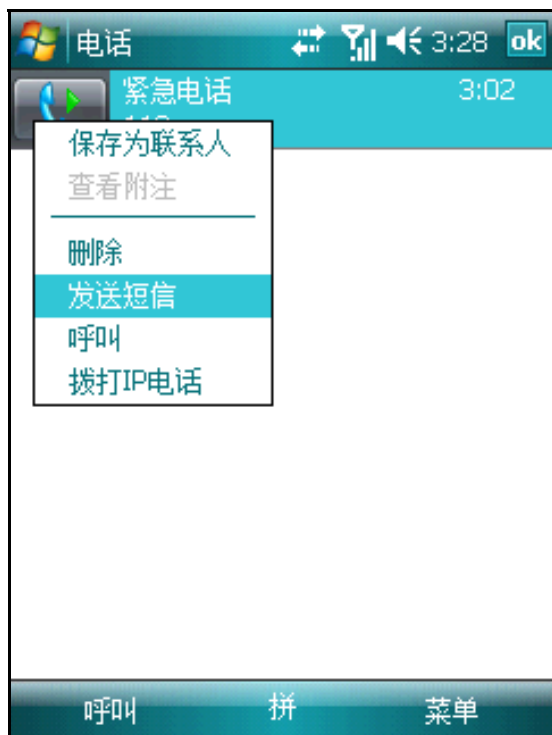 电话 3:28 ok
紧急电话 3:02
保存为联系人
查看附注
删除
发送短信
呼叫
拨打IP电话
呼叫 拼 菜单